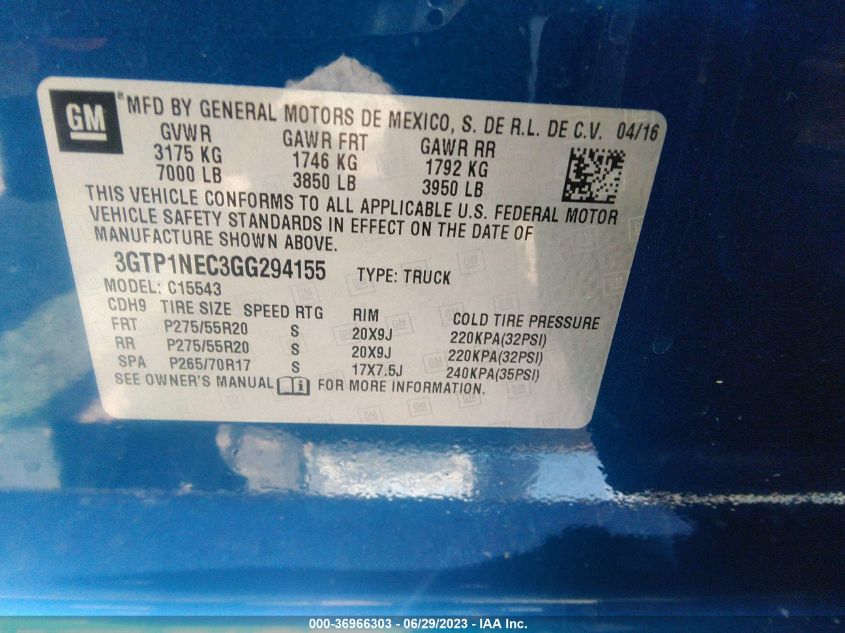 GM ® MFD BY GENERAL MOTORS DE MEXICO, S. DE R.L. DE C.V. 04/16
GVWR GAWR FRT GAWR RR
3175 KG 1746 KG 1792 KG
7000 LB 3850 LB 3950 LB
THIS VEHICLE CONFORMS TO ALL APPLICABLE U.S. FEDERAL MOTOR
VEHICLE SAFETY STANDARDS IN EFFECT ON THE DATE OF
MANUFACTURE SHOWN ABOVE.
3GTP1NEC3GG294155 TYPE: TRUCK
MODEL: C15543
CDH9 TIRE SIZE SPEED RTG RIM COLD TIRE PRESSURE
FRT P275/55R20 S 20X9J 220KPA(32PSI)
RR P275/55R20 S 20X9J 220KPA(32PSI)
SPA P265/70R17 S 17X7.5J 240KPA(35PSI)
SEE OWNER'S MANUAL FOR MORE INFORMATION.
000-36966303 - 06/29/2023 - IAA Inc.